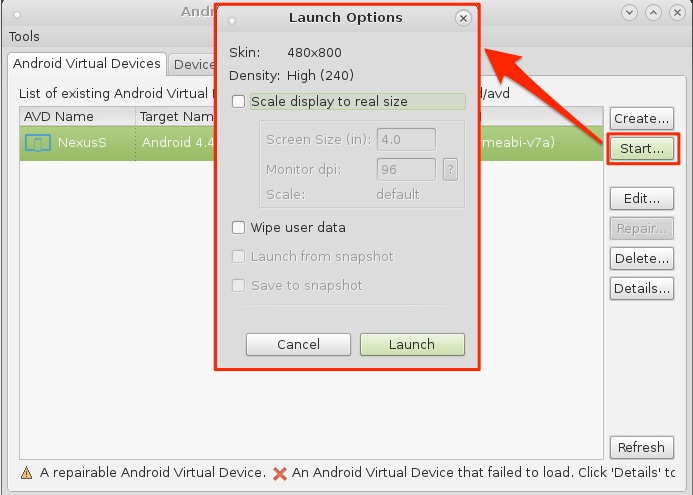 Andr
Launch Options
Tools
Android Virtual Devices
Device
List of existing Android Virtual
d/avd
AVD Name
Target Nam
NexusS
Android 4.4
meabi-v7a)
Skin: 480x800
Density: High (240)
Scale display to real size
Screen Size (in): 4.0
Monitor dpi: 96 ?
Scale: default
Wipe user data
Launch from snapshot
Save to snapshot
Cancel
Launch
Create...
Start...
Edit...
Repair...
Delete...
Details...
Refresh
A repairable Android Virtual Device. An Android Virtual Device that failed to load. Click 'Details' to